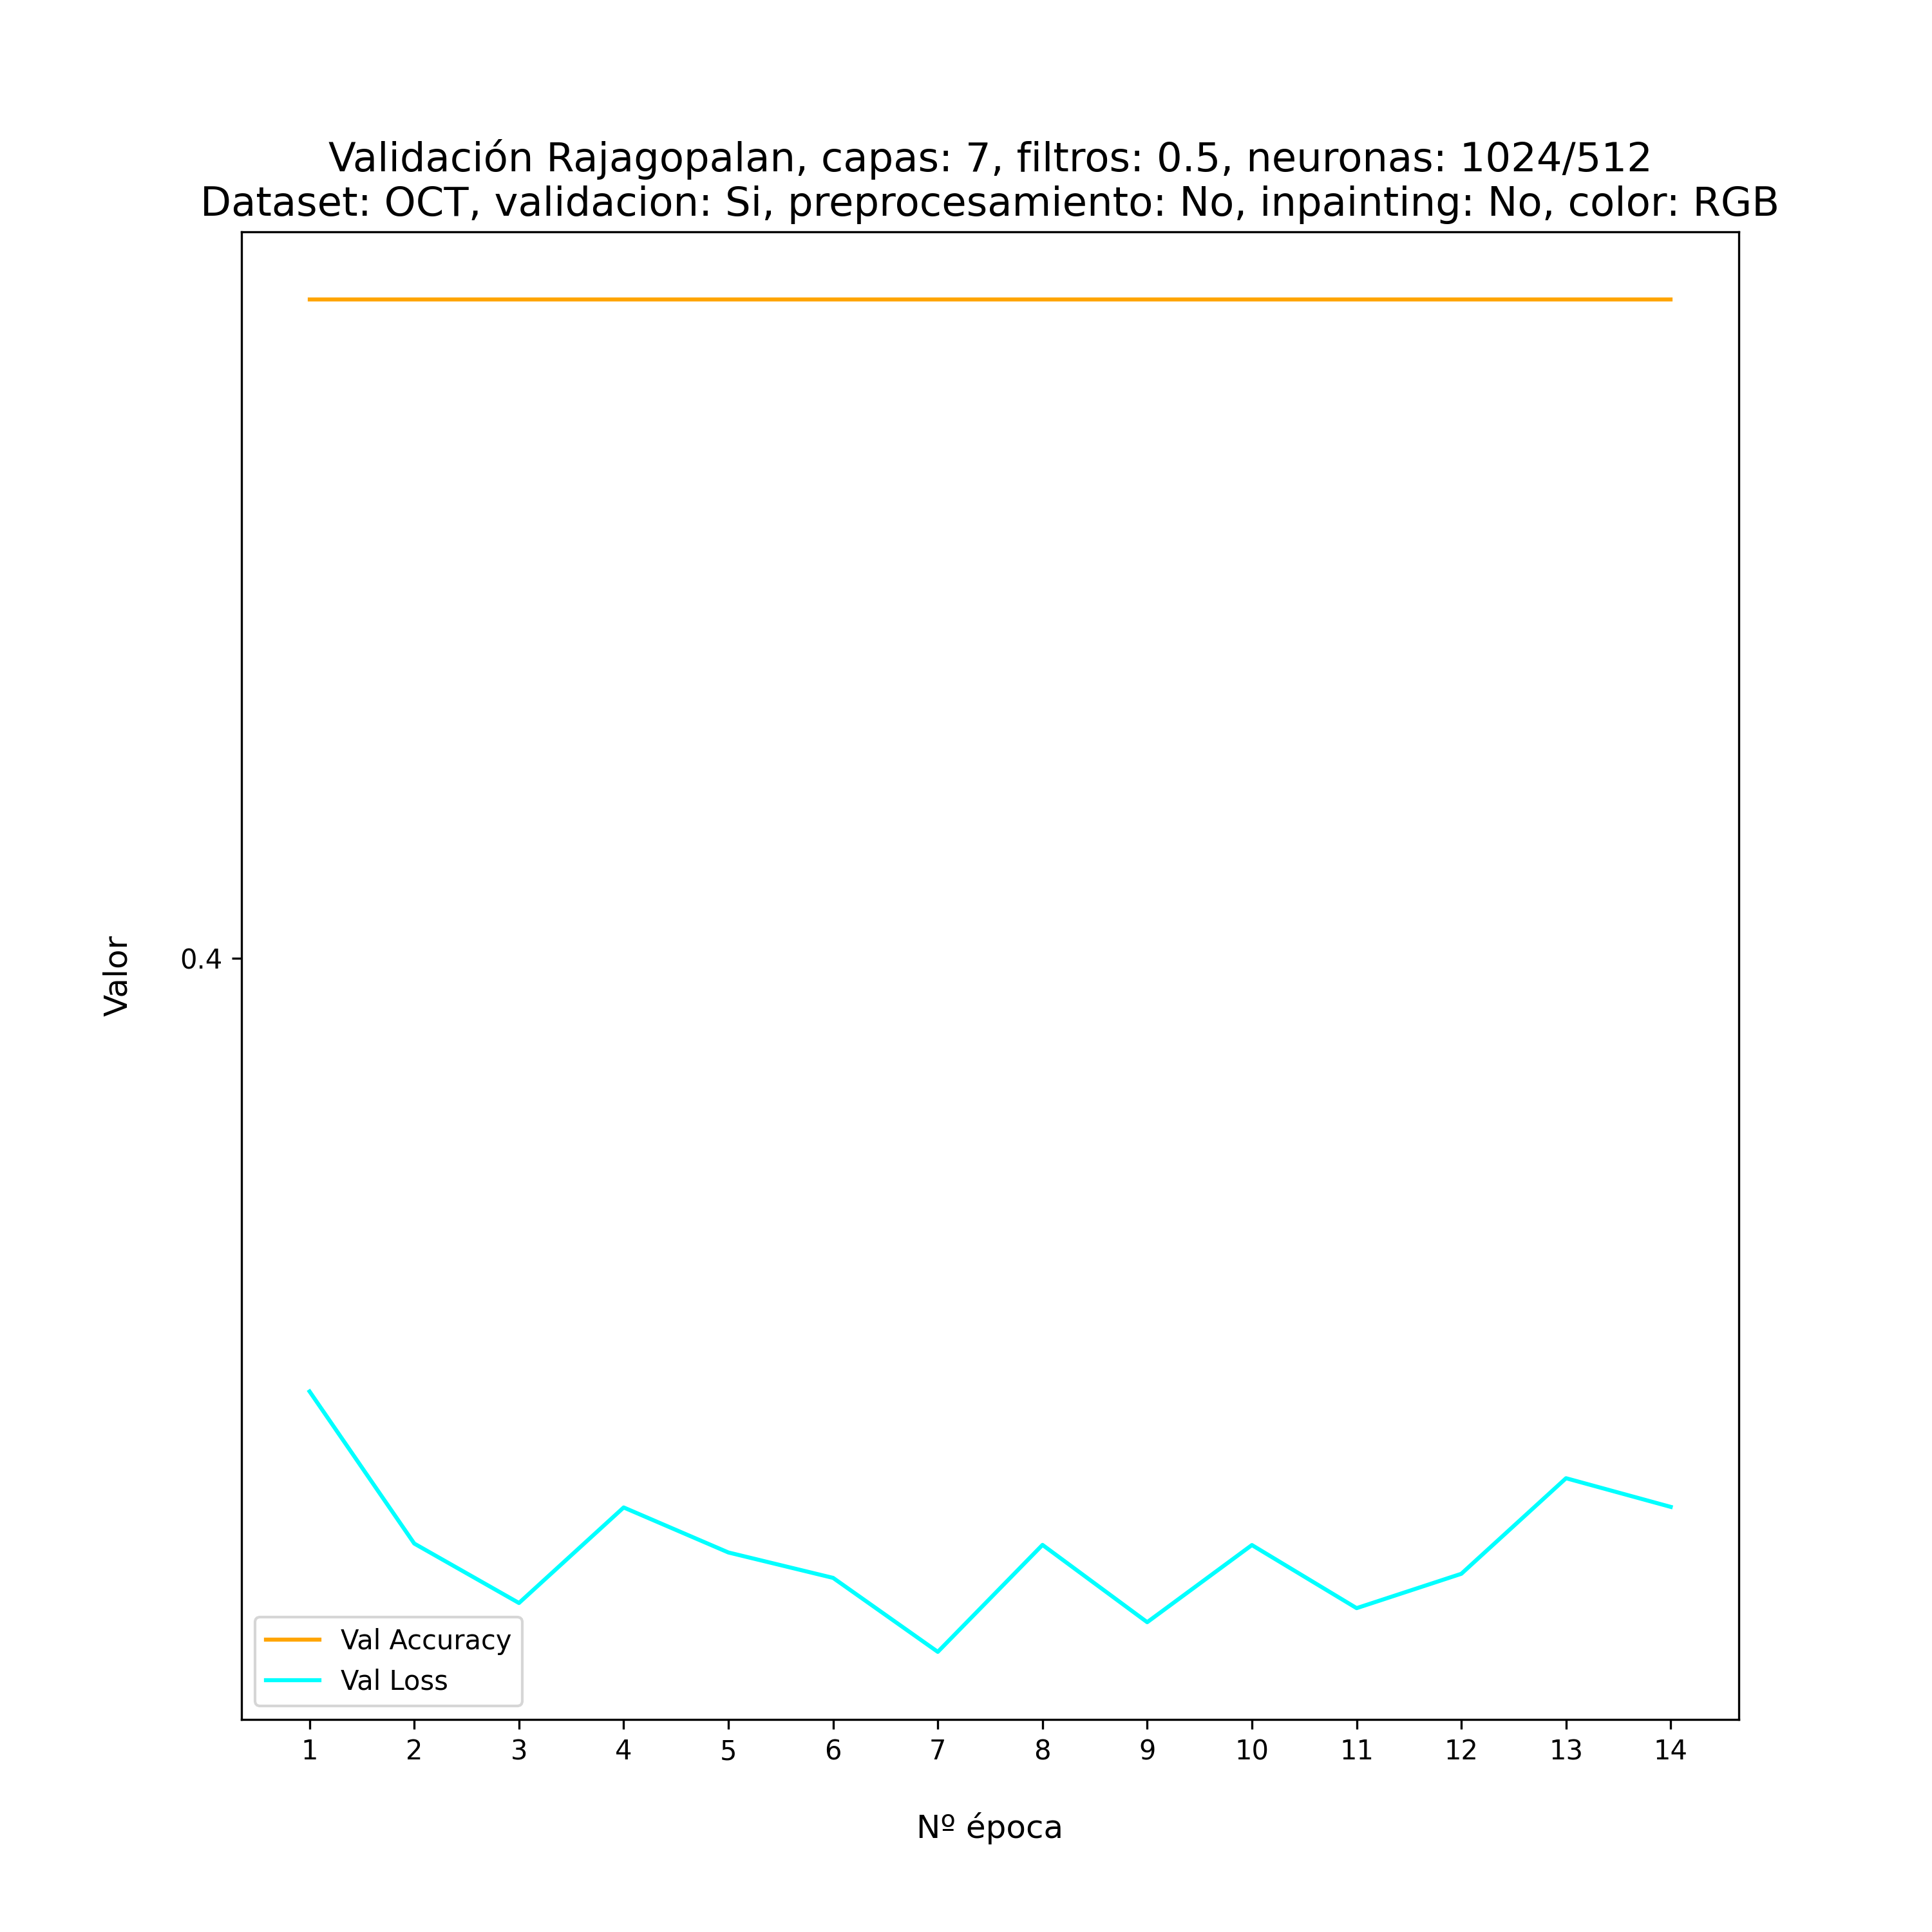 Validación Rajagopalan, capas: 7, filtros: 0.5, neuronas: 1024/512
Dataset: OCT, validacion: Si, preprocesamiento: No, inpainting: No, color: RGB
Valor
0.4
Val Accuracy
Val Loss
1 2 3 4 5 6 7 8 9 10 11 12 13 14
Nº época